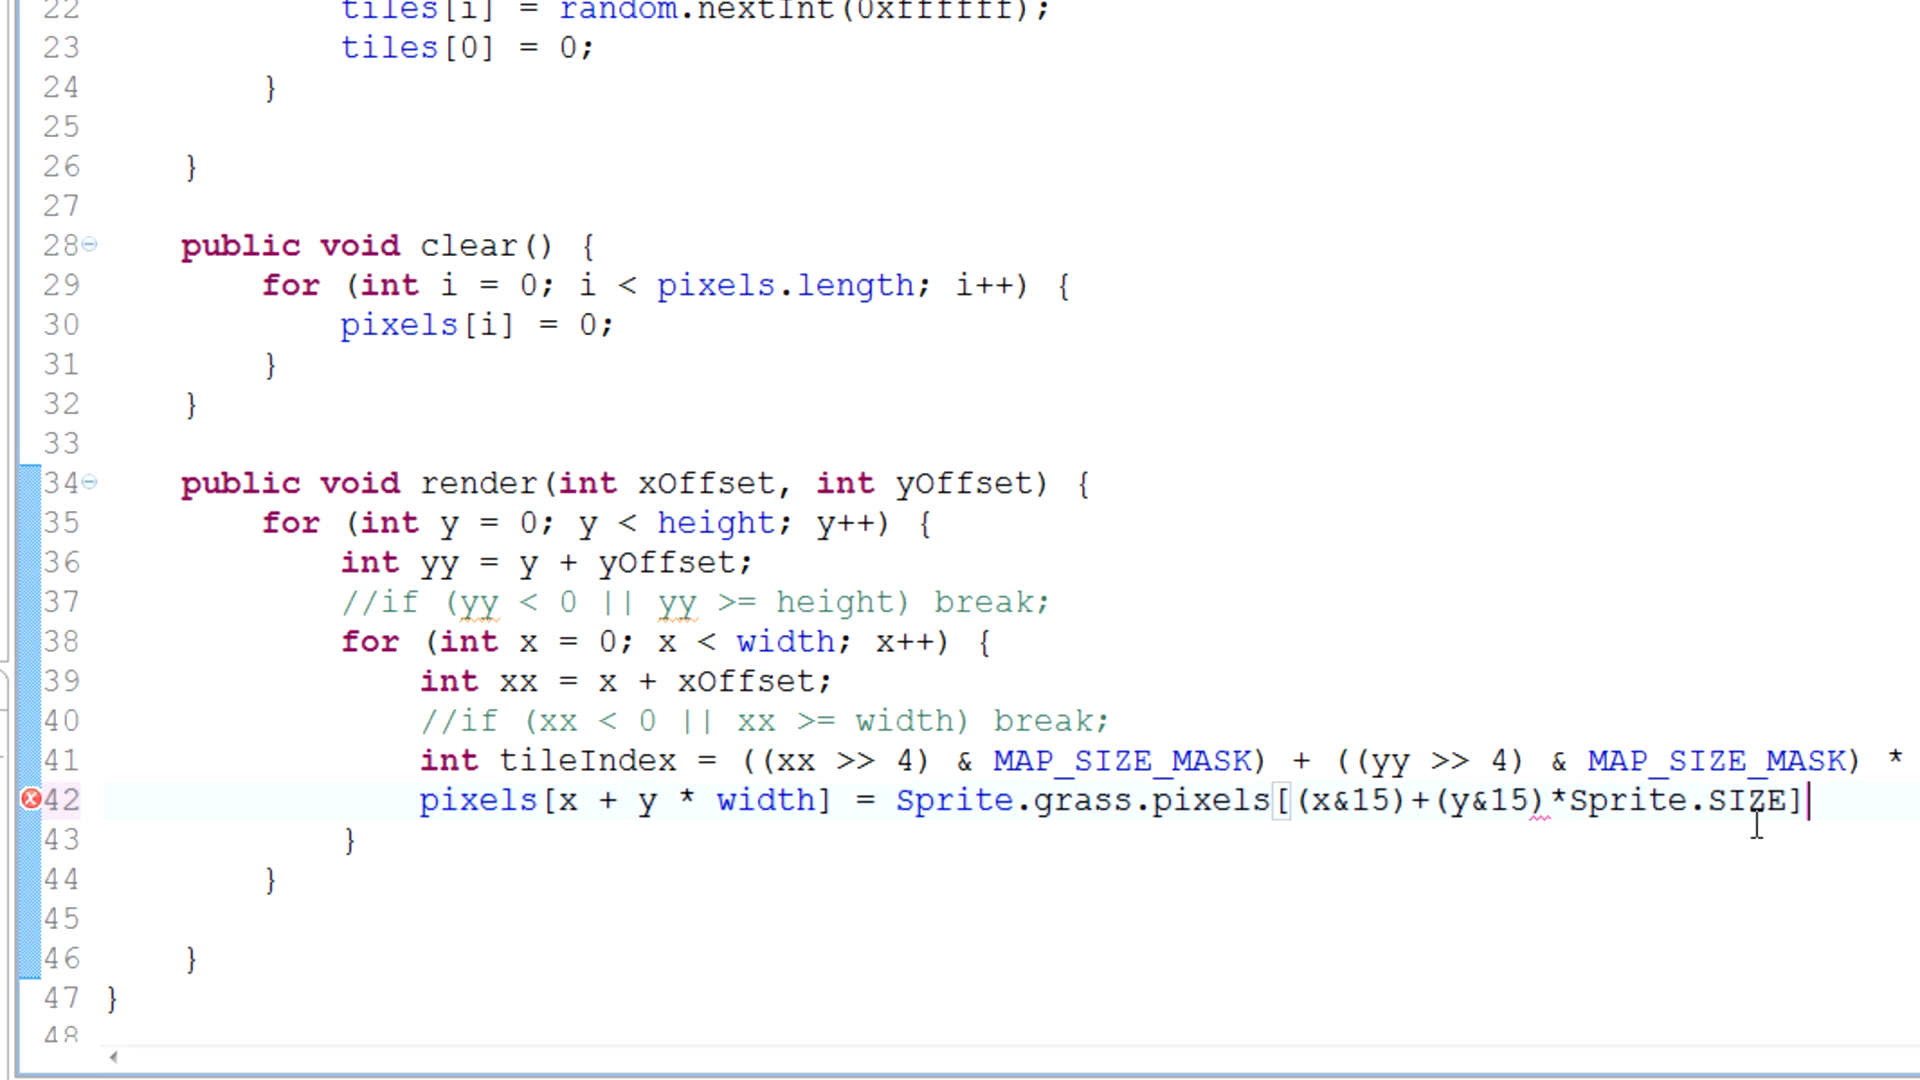 22 tiles[i] = random.nextInt(0xffffff);
23 tiles[0] = 0;
24 }
25
26 }
27
28 public void clear() {
29 for (int i = 0; i < pixels.length; i++) {
30 pixels[i] = 0;
31 }
32 }
33
34 public void render(int xOffset, int yOffset) {
35 for (int y = 0; y < height; y++) {
36 int yy = y + yOffset;
37 //if (yy < 0 || yy >= height) break;
38 for (int x = 0; x < width; x++) {
39 int xx = x + xOffset;
40 //if (xx < 0 || xx >= width) break;
41 int tileIndex = ((xx >> 4) & MAP_SIZE_MASK) + ((yy >> 4) & MAP_SIZE_MASK) *
42 pixels[x + y * width] = Sprite.grass.pixels[(x&15)+(y&15)*Sprite.SIZE]
43 }
44 }
45
46 }
47 }
48